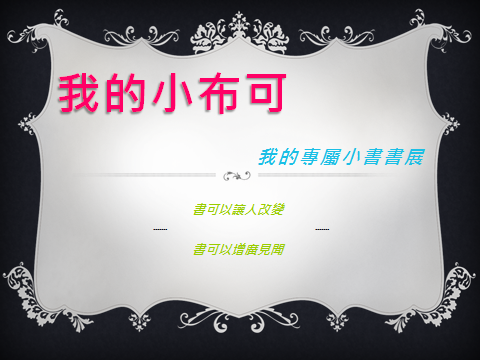 我的小布可
我的專屬小書書展
書可以讓人改變
書可以增廣見聞